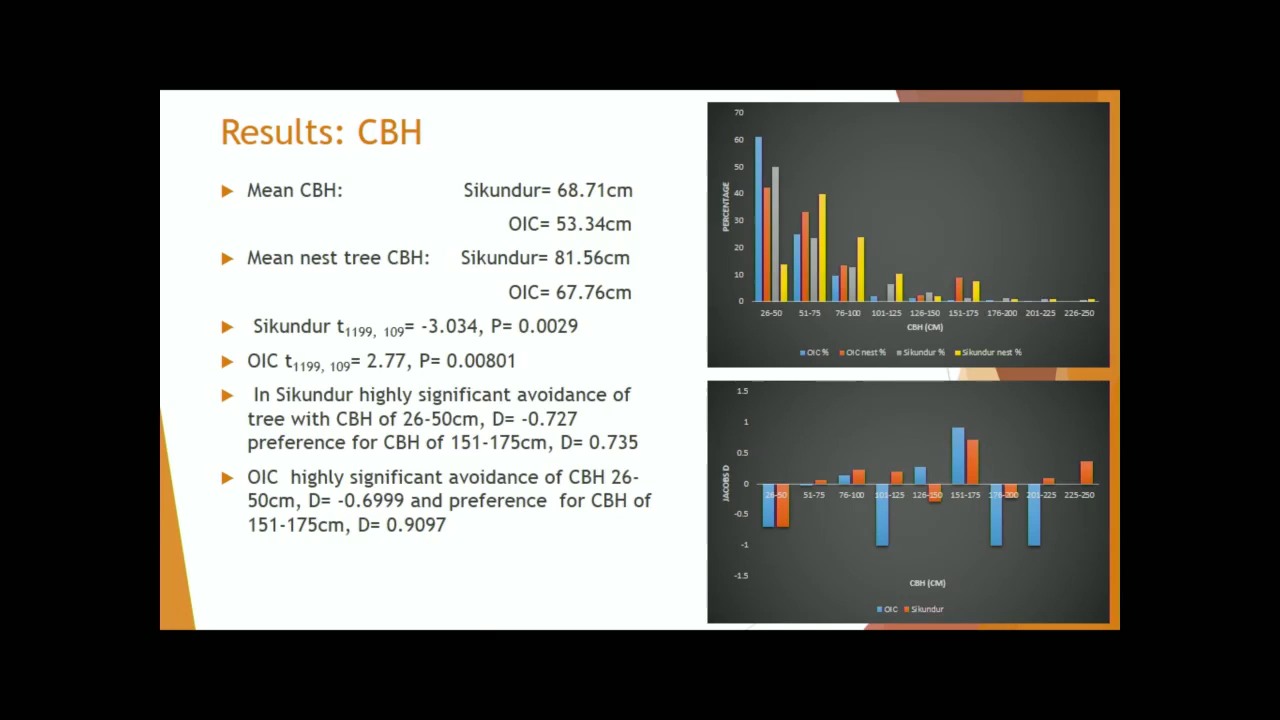 Results: CBH
Mean CBH: Sikundur= 68.71cm
OIC= 53.34cm
Mean nest tree CBH: Sikundur= 81.56cm
OIC= 67.76cm
Sikundur t1199, 109= -3.034, P= 0.0029
OIC t1199, 109= 2.77, P= 0.00801
In Sikundur highly significant avoidance of
tree with CBH of 26-50cm, D= -0.727
preference for CBH of 151-175cm, D= 0.735
OIC highly significant avoidance of CBH 26-
50cm, D= -0.6999 and preference for CBH of
151-175cm, D= 0.9097
70
60
50
40
30
20
10
0
PERCENTAGE
26-50 51-75 76-100 101-125 126-150 151-175 176-200 201-225 226-250
CBH (CM)
OIC % OIC nest % Sikundur % Sikundur nest %
1.5
1
0.5
0
-0.5
-1
-1.5
JACOBS D
26-50 51-75 76-100 101-125 126-150 151-175 176-200 201-225 225-250
CBH (CM)
OIC Sikundur